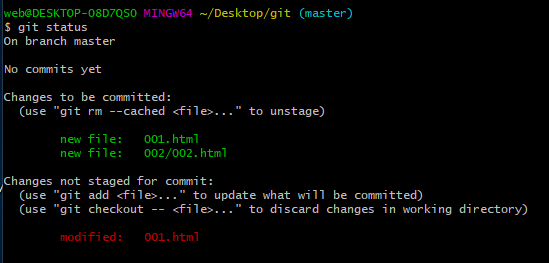 web@DESKTOP-O8D7QSO MINGW64 ~/Desktop/git (master)
$ git status
On branch master
No commits yet
Changes to be committed:
(use "git rm --cached <file>..." to unstage)
new file: 001.html
new file: 002/002.html
Changes not staged for commit:
(use "git add <file>..." to update what will be committed)
(use "git checkout -- <file>..." to discard changes in working directory)
modified: 001.html